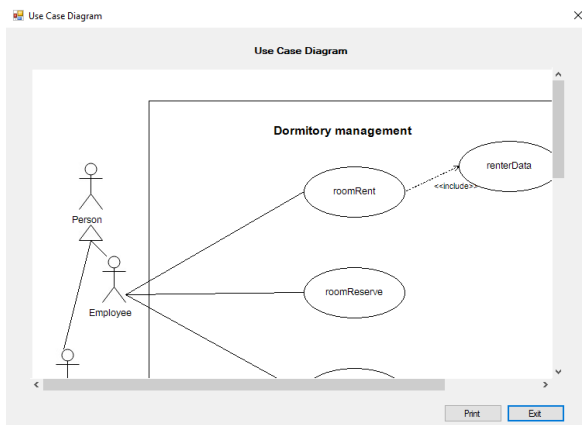 Use Case Diagram
Use Case Diagram
Dormitory management
renterData
roomRent
<<include>>
Person
roomReserve
Employee
Print
Exit